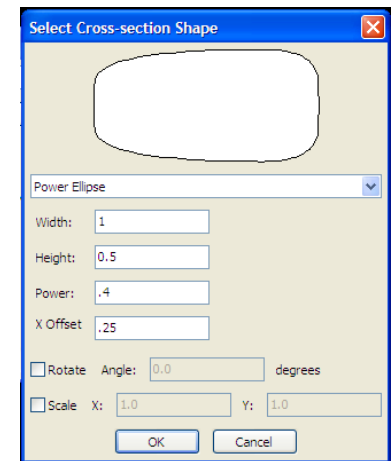 Select Cross-section Shape
Power Ellipse
Width: 1
Height: 0.5
Power: .4
X Offset .25
Rotate Angle: 0.0 degrees
Scale X: 1.0 Y: 1.0
OK Cancel